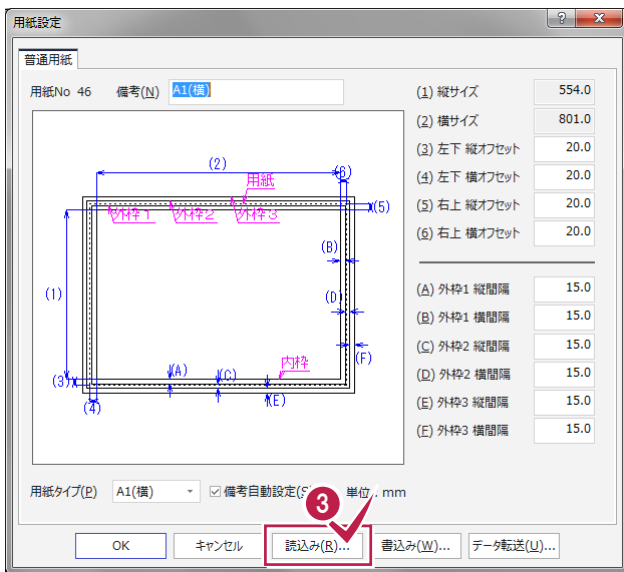 用紙設定
普通用紙
用紙No 46 備考(N) A1(横)
(1) 縦サイズ 554.0
(2) 横サイズ 801.0
(3) 左下 縦オフセット 20.0
(4) 左下 横オフセット 20.0
(5) 右上 縦オフセット 20.0
(6) 右上 横オフセット 20.0
(A) 外枠1 縦間隔 15.0
(B) 外枠1 横間隔 15.0
(C) 外枠2 縦間隔 15.0
(D) 外枠2 横間隔 15.0
(E) 外枠3 縦間隔 15.0
(F) 外枠3 横間隔 15.0
(2)
(6)
用紙
(5)
外枠1 外枠2 外枠3
(B)
(1)
(D)
内枠
(F)
(A) (C)
(3)
(E)
(4)
用紙タイプ(P) A1(横) 備考自動設定(S) 単位: mm
3
OK キャンセル 読込み(R)... 書込み(W)... データ転送(U)...